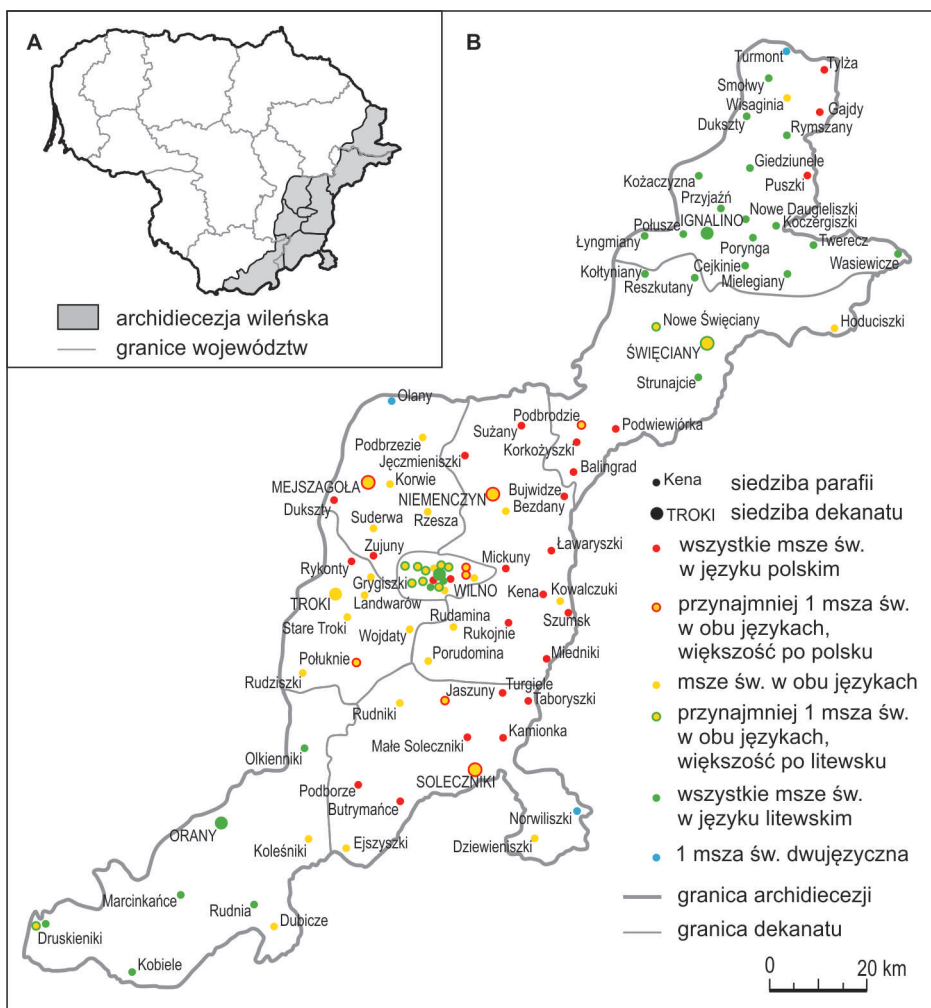 A
archidiecezja wileńska
granice województw
B
Turmont
Tylża
Smołwy
Wisaginia
Gajdy
Dukszty
Rymszany
Giedziunele
Kożaczyzna
Puszki
Przyjaźń
Nowe Daugieliszki
IGNALINO
Koczergiszki
Połusze
Łyngmiany
Porynga
Twerecz
Wasiewicze
Kołtyniany
Cejkinie
Reszkutany
Mielegiany
Nowe Święciany
Hoduciszki
ŚWIĘCIANY
Strunajcie
Olany
Podbrodzie
Sużany
Podwiewiórka
Podbrzezie
Korkożyszki
Jęczmieniszki
Balingrad
Korwie
MEJSZAGOŁA
NIEMENCZYN
Bujwidze
Dukszty
Rzesza
Bezdany
Suderwa
Zujuny
Ławaryszki
Rykonty
Mickuny
Grygiszki
WILNO
Kena
Kowalczuki
TROKI
Landwarów
Rudamina
Szumsk
Stare Troki
Wojdaty
Rukojnie
Połuknie
Porudomina
Miedniki
Rudziszki
Jaszuny
Turgiele
Taboryszki
Rudniki
Małe Soleczniki
Kamionka
Olkienniki
SOLECZNIKI
Podborze
Butrymańce
Norwiliszki
ORANY
Koleśniki
Ejszyszki
Dziewieniszki
Marcinkańce
Rudnia
Dubicze
Druskieniki
Kobiele
Kena siedziba parafii
TROKI siedziba dekanatu
wszystkie msze św.
w języku polskim
przynajmniej 1 msza św.
w obu językach,
większość po polsku
msze św. w obu językach
przynajmniej 1 msza św.
w obu językach,
większość po litewsku
wszystkie msze św.
w języku litewskim
1 msza św. dwujęzyczna
granica archidiecezji
granica dekanatu
0 20 km